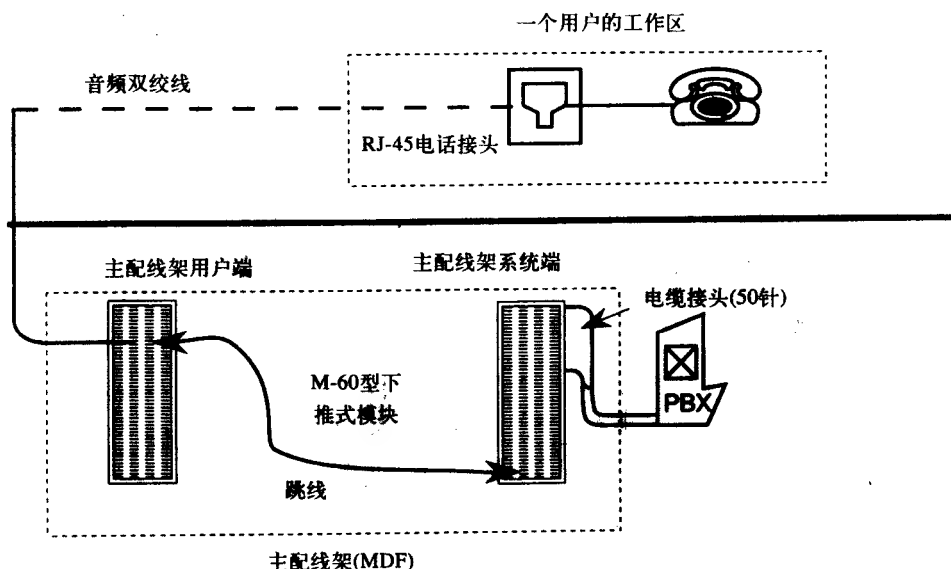 一个用户的工作区
音频双绞线
RJ-45电话接头
主配线架用户端
主配线架系统端
电缆接头(50针)
M-60型下
推式模块
PBX
跳线
主配线架(MDF)